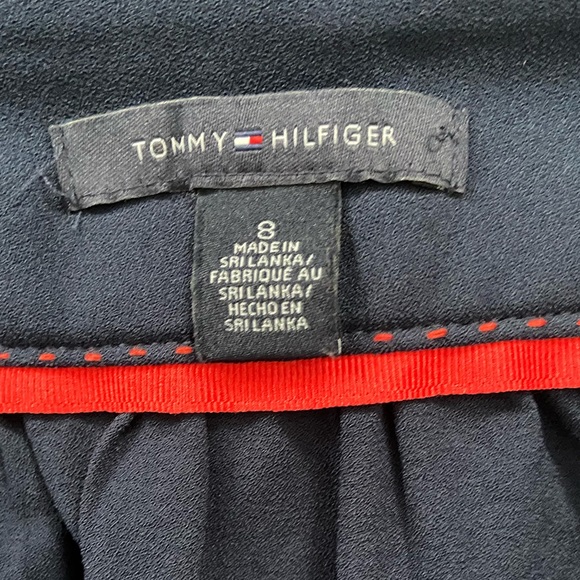 TOMMY HILFIGER
8
MADE IN
SRI LANKA/
FABRIQUÉ AU
SRI LANKA/
HECHO EN
SRI LANKA